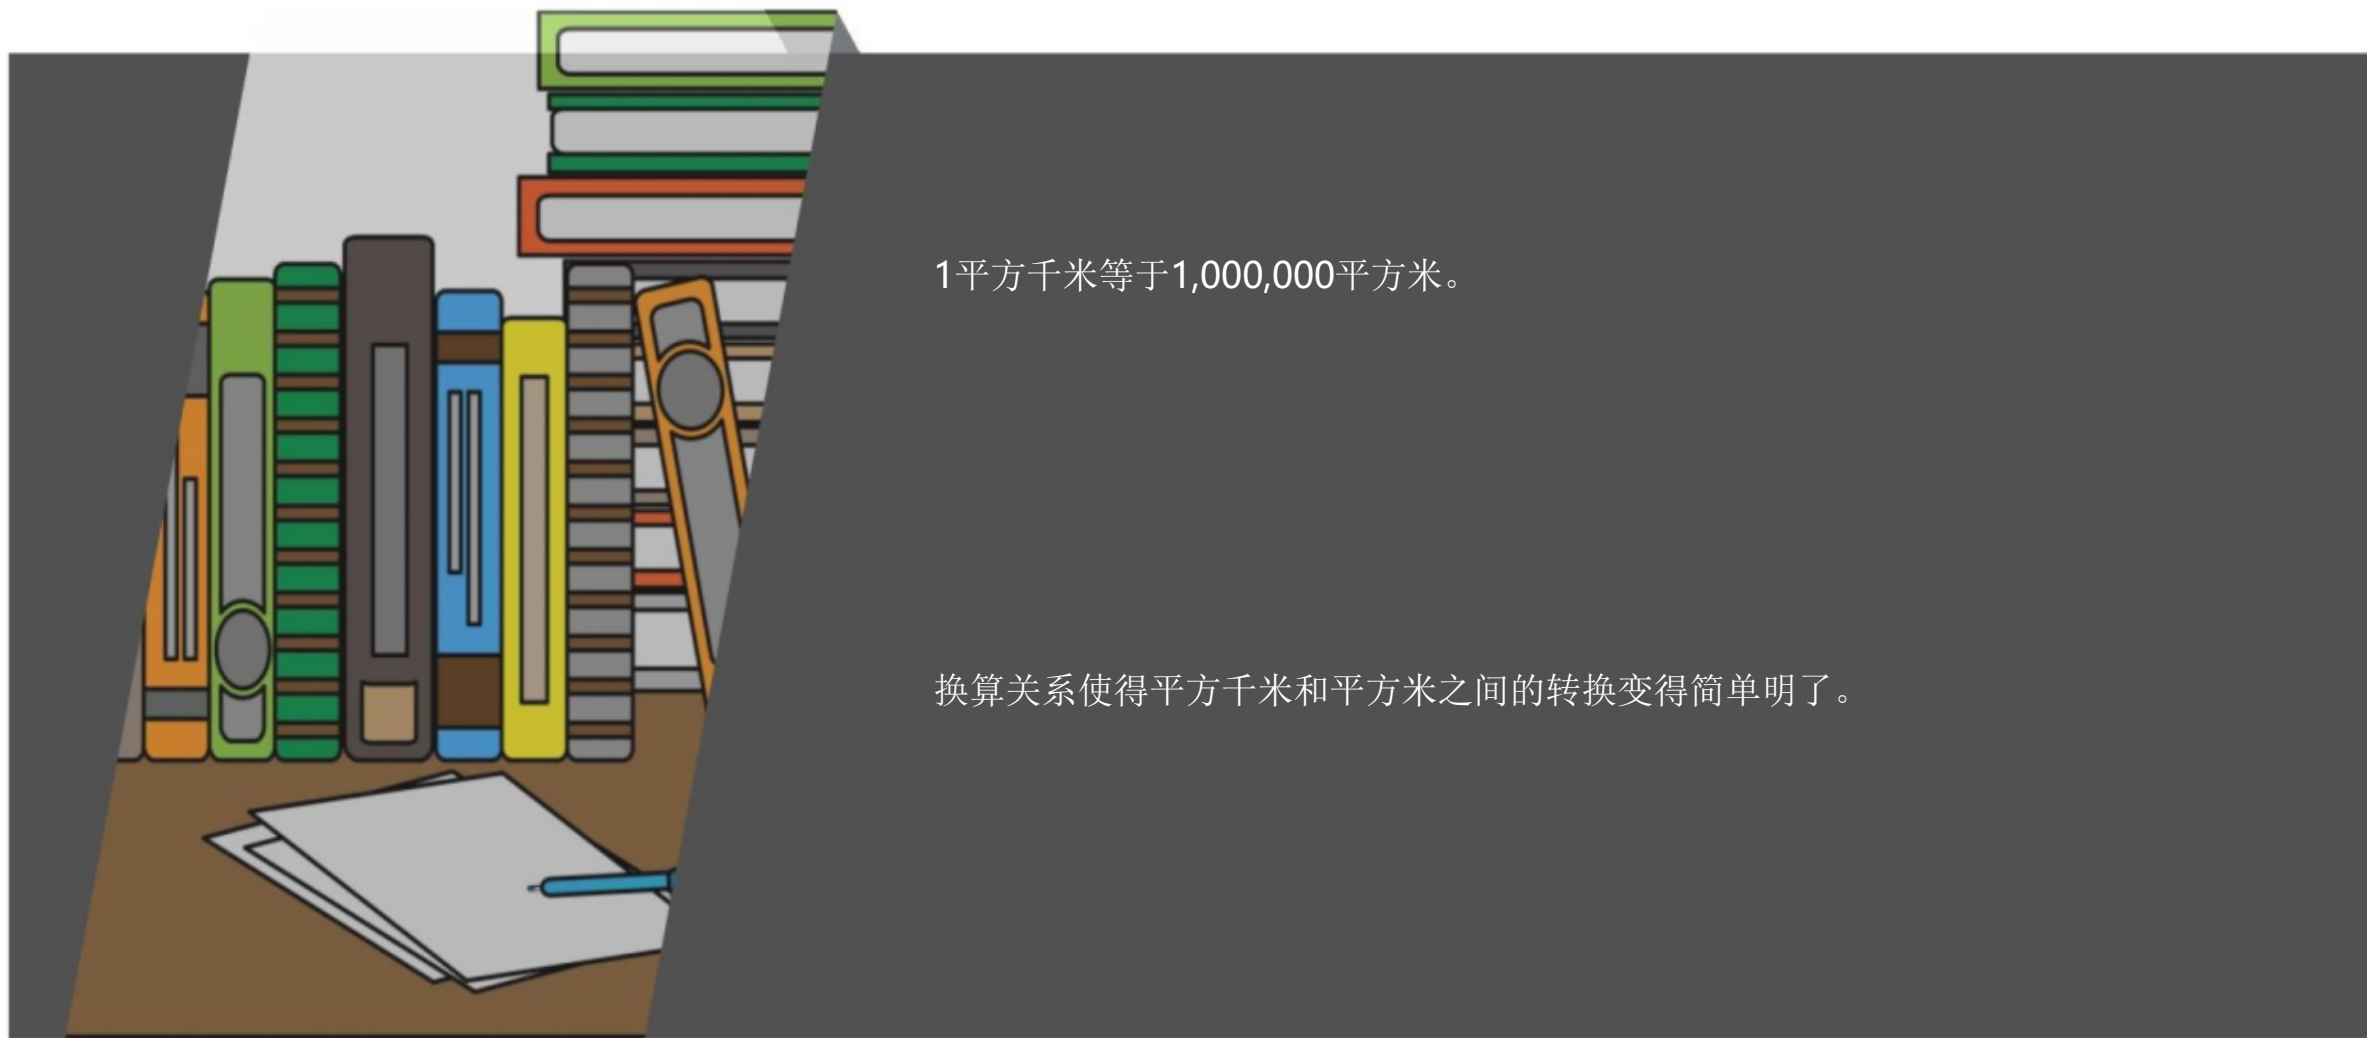 1平方千米等于1,000,000平方米。
换算关系使得平方千米和平方米之间的转换变得简单明了。